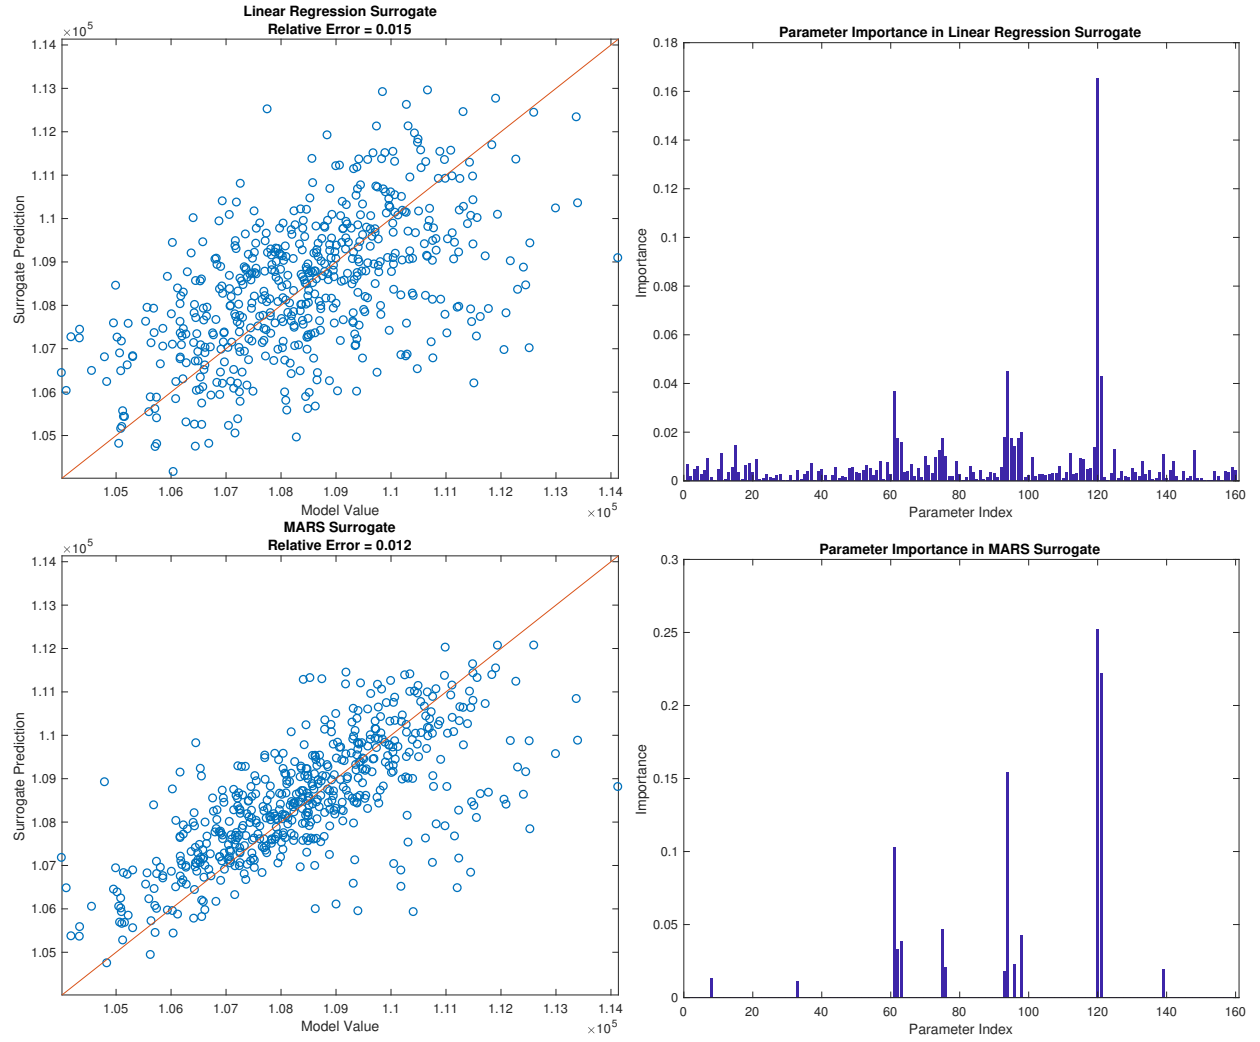 Linear Regression Surrogate
Relative Error = 0.015
×10⁵
1.14
1.13
1.12
1.11
1.1
1.09
1.08
1.07
1.06
1.05
Surrogate Prediction
1.05 1.06 1.07 1.08 1.09 1.1 1.11 1.12 1.13 1.14
Model Value
×10⁵
Parameter Importance in Linear Regression Surrogate
0.18
0.16
0.14
0.12
0.1
0.08
0.06
0.04
0.02
0
Importance
0 20 40 60 80 100 120 140 160
Parameter Index
MARS Surrogate
Relative Error = 0.012
×10⁵
1.14
1.13
1.12
1.11
1.1
1.09
1.08
1.07
1.06
1.05
Surrogate Prediction
1.05 1.06 1.07 1.08 1.09 1.1 1.11 1.12 1.13 1.14
Model Value
×10⁵
Parameter Importance in MARS Surrogate
0.3
0.25
0.2
0.15
0.1
0.05
0
Importance
0 20 40 60 80 100 120 140 160
Parameter Index